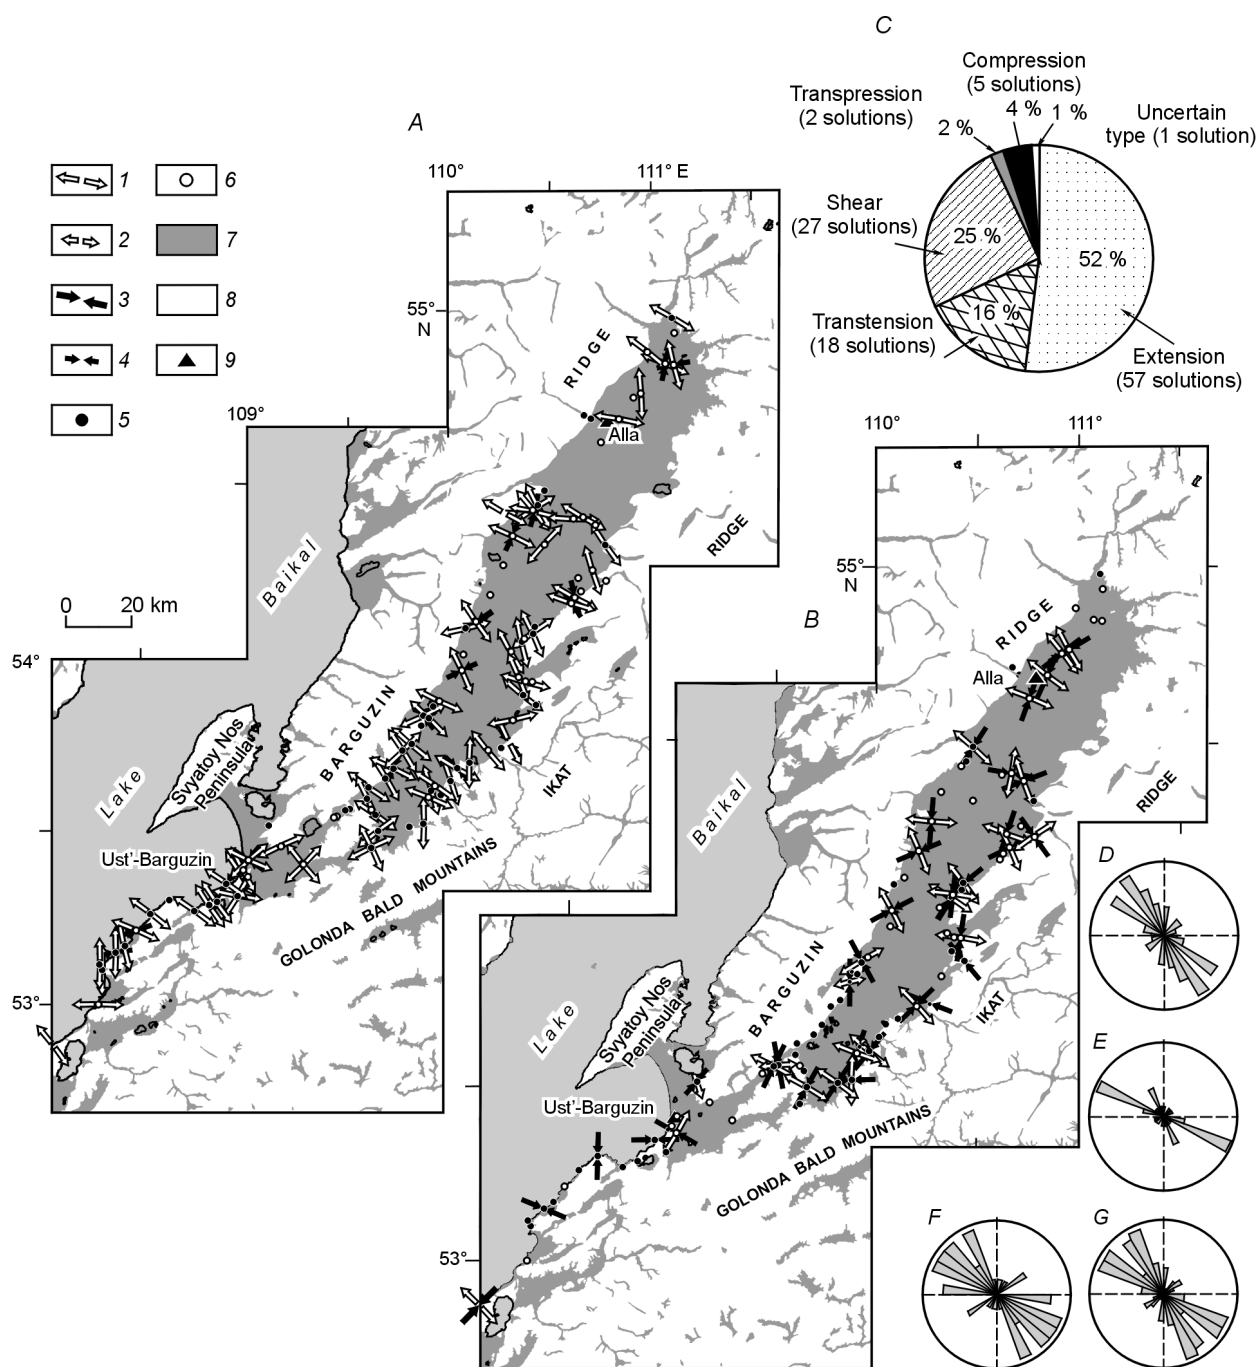 C
Compression
(5 solutions)
Transpression
(2 solutions)
4 %
1 %
2 %
Uncertain
type (1 solution)
Shear
(27 solutions)
25 %
52 %
16 %
Transtension
(18 solutions)
Extension
(57 solutions)
A
110°
111° E
1
6
2
7
3
8
4
9
5
55°
N
RIDGE
Alla
109°
RIDGE
Baikal
0
20 km
54°
BARGUZIN
Svyatoy Nos
Peninsula
Lake
IKAT
Ust'-Barguzin
GOLONDA BALD MOUNTAINS
53°
110°
111°
55°
N
B
RIDGE
Alla
RIDGE
Baikal
BARGUZIN
Svyatoy Nos
Peninsula
Lake
IKAT
Ust'-Barguzin
GOLONDA BALD MOUNTAINS
53°
D
E
F
G